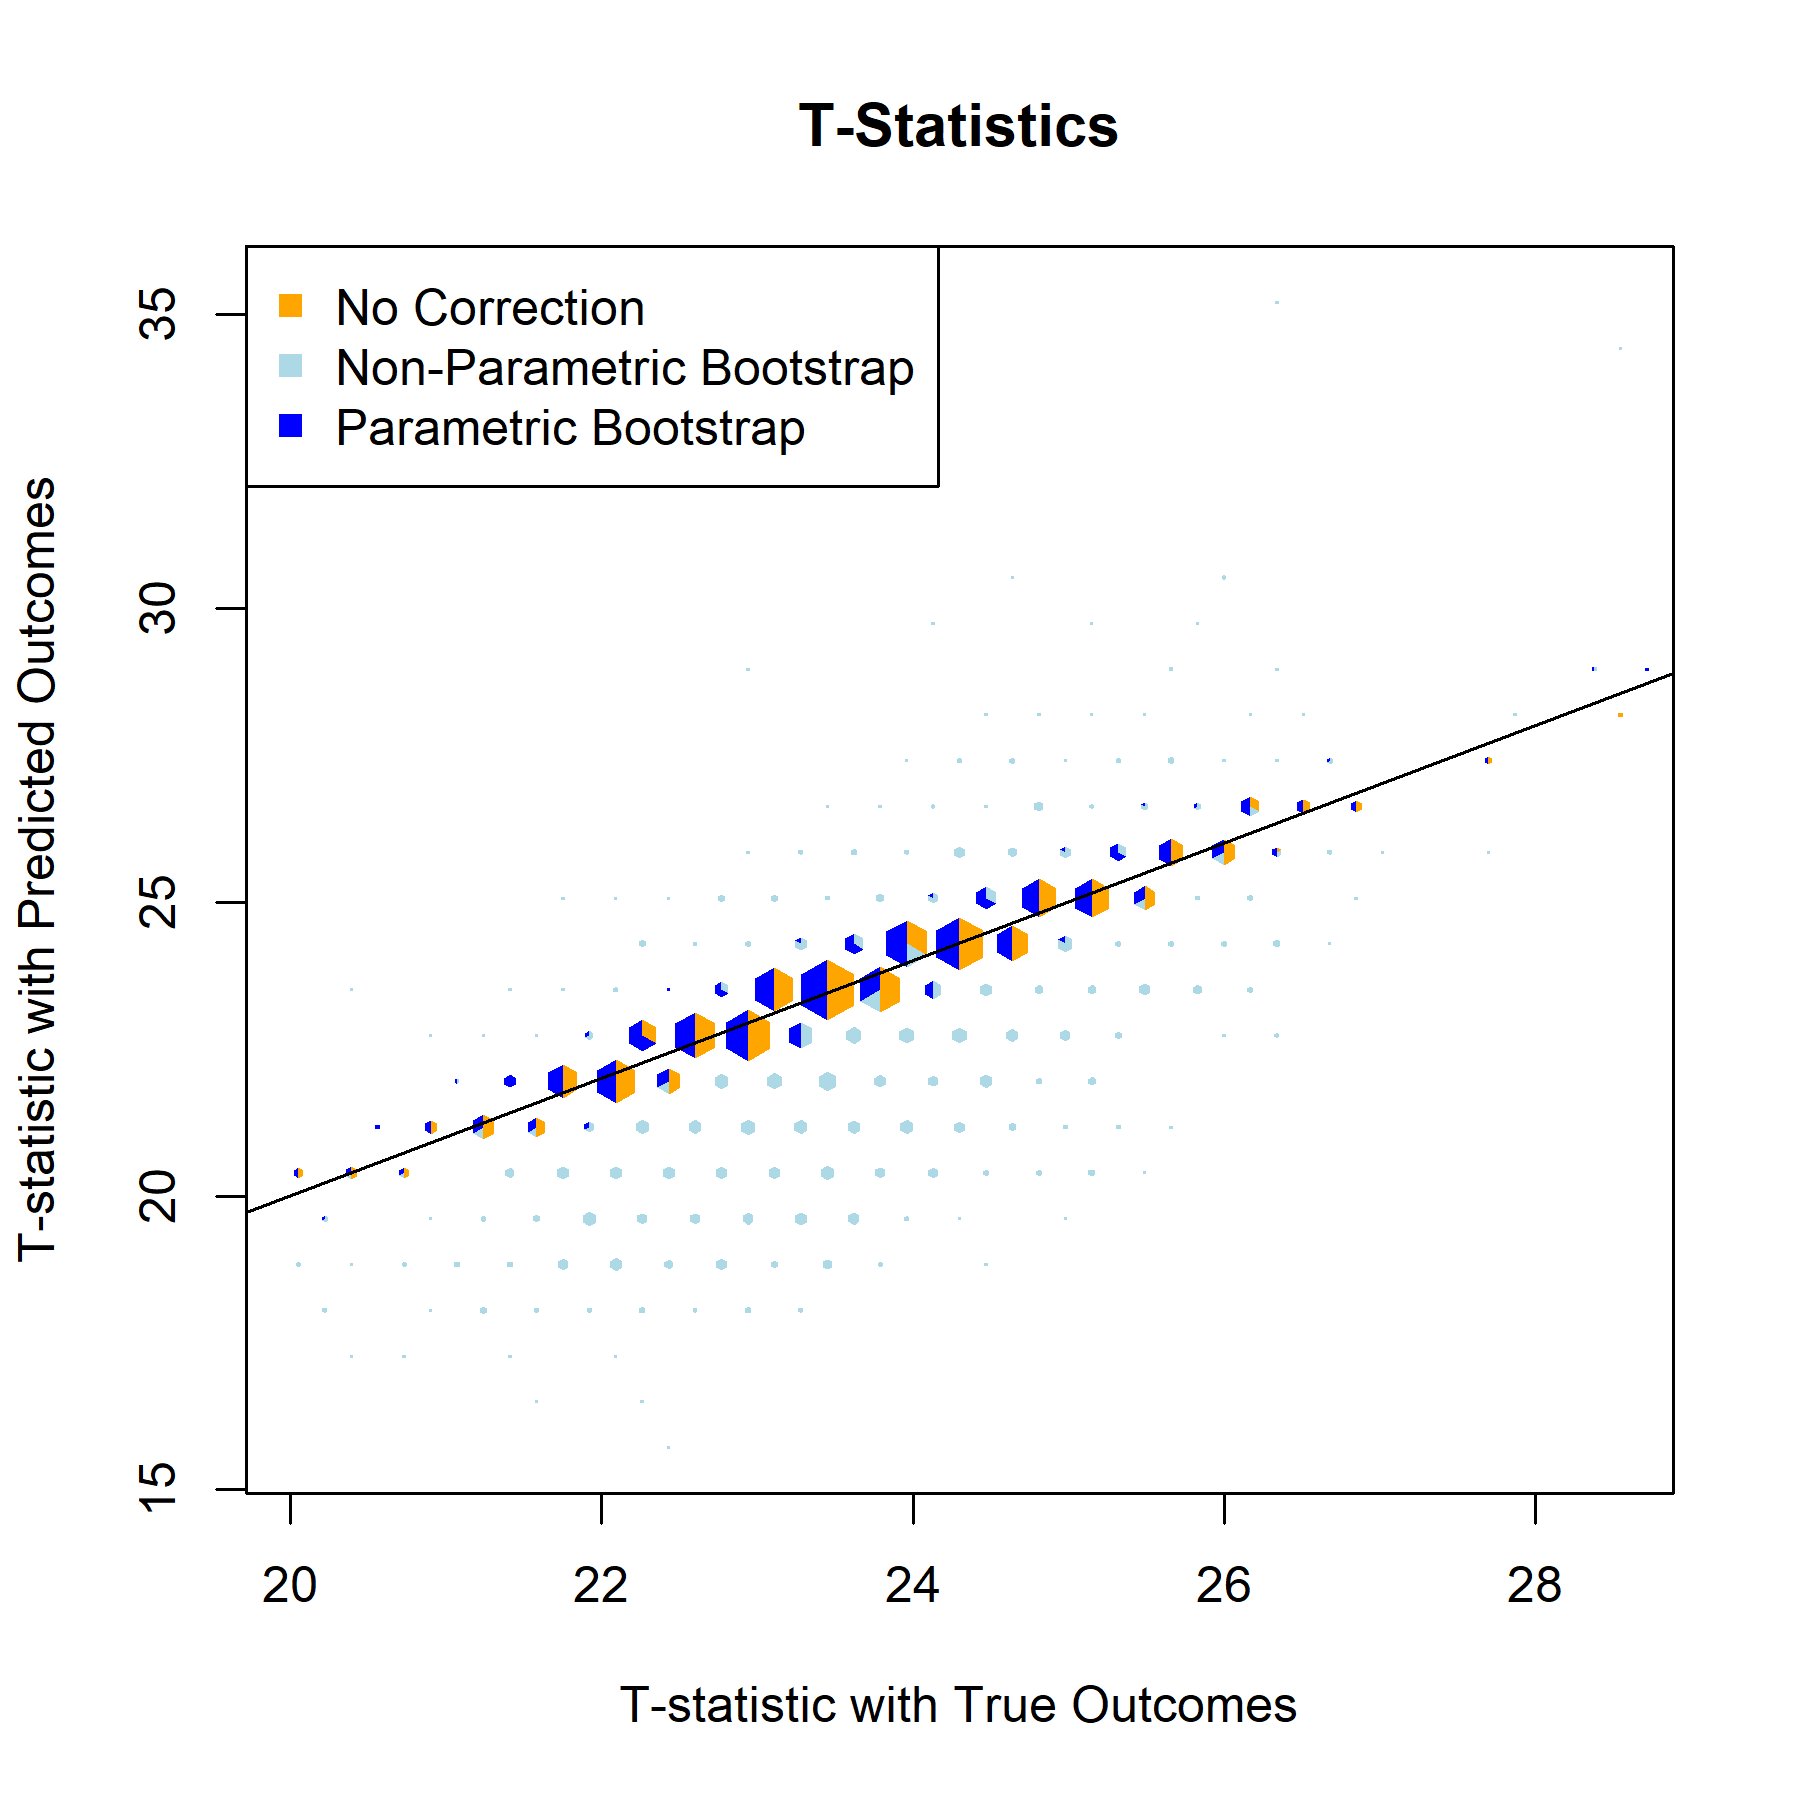 T-Statistics
No Correction
Non-Parametric Bootstrap
Parametric Bootstrap
T-statistic with Predicted Outcomes
35
30
25
20
15
20 22 24 26 28
T-statistic with True Outcomes